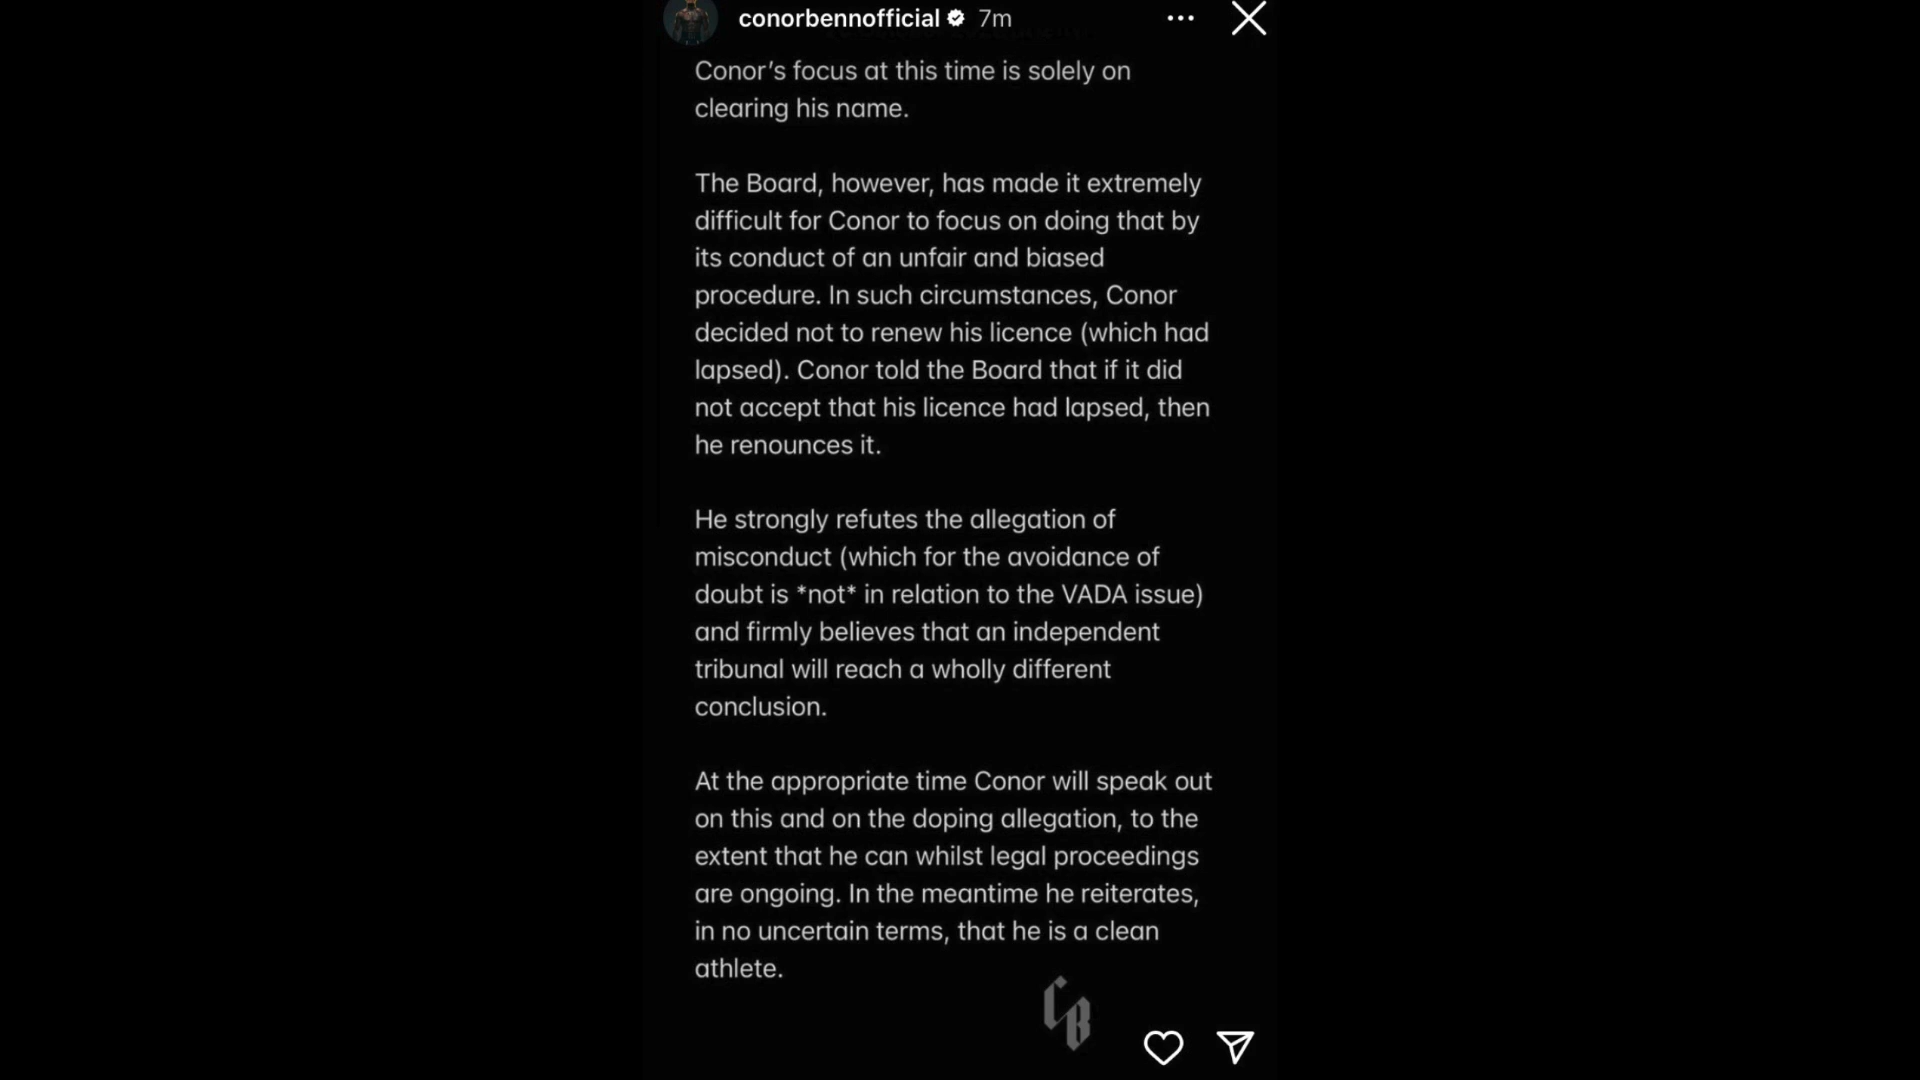 conorbennofficial 7m
Conor's focus at this time is solely on
clearing his name.
The Board, however, has made it extremely
difficult for Conor to focus on doing that by
its conduct of an unfair and biased
procedure. In such circumstances, Conor
decided not to renew his licence (which had
lapsed). Conor told the Board that if it did
not accept that his licence had lapsed, then
he renounces it.
He strongly refutes the allegation of
misconduct (which for the avoidance of
doubt is *not* in relation to the VADA issue)
and firmly believes that an independent
tribunal will reach a wholly different
conclusion.
At the appropriate time Conor will speak out
on this and on the doping allegation, to the
extent that he can whilst legal proceedings
are ongoing. In the meantime he reiterates,
in no uncertain terms, that he is a clean
athlete.
CB